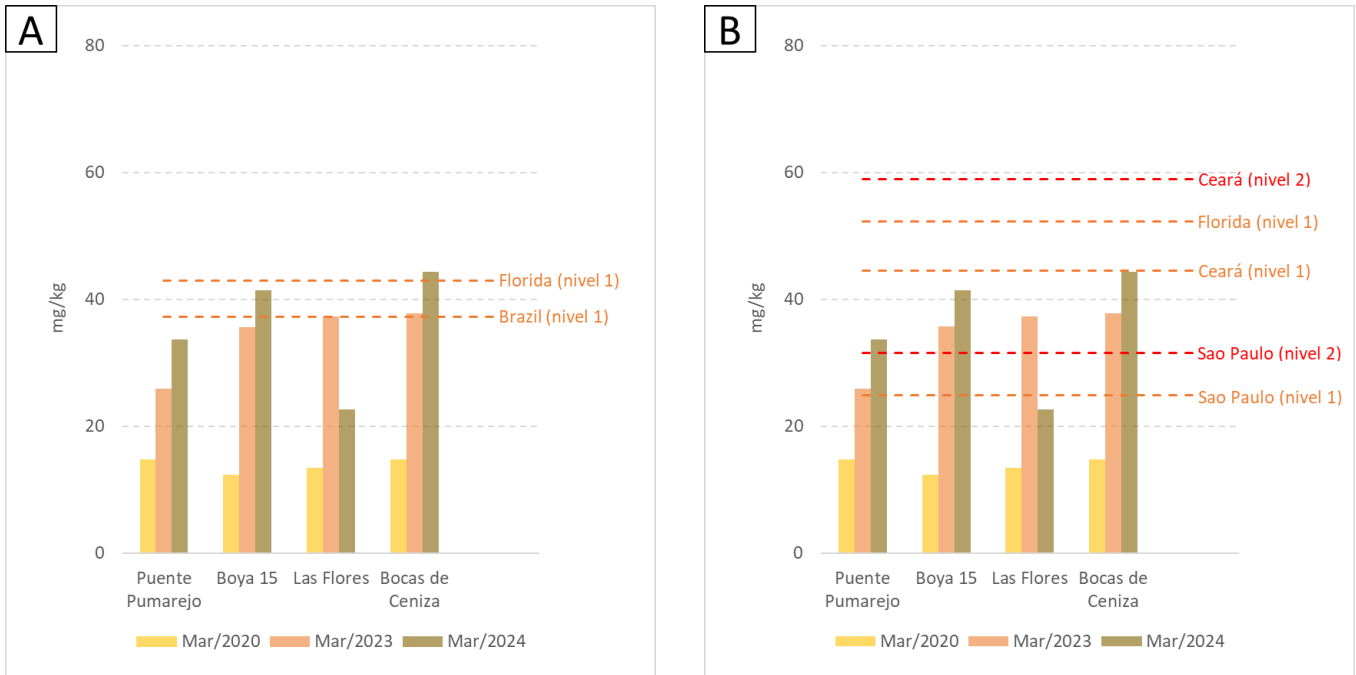 A
80
60
40
20
0
mg/kg
Florida (nivel 1)
Brazil (nivel 1)
Puente
Pumarejo
Boya 15
Las Flores
Bocas de
Ceniza
Mar/2020
Mar/2023
Mar/2024
B
80
60
40
20
0
mg/kg
Ceará (nivel 2)
Florida (nivel 1)
Ceará (nivel 1)
Sao Paulo (nivel 2)
Sao Paulo (nivel 1)
Puente
Pumarejo
Boya 15
Las Flores
Bocas de
Ceniza
Mar/2020
Mar/2023
Mar/2024